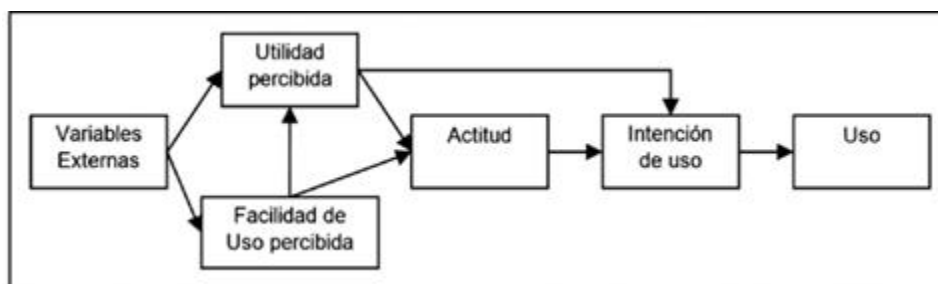 Utilidad
percibida
Variables
Externas
Actitud
Intención
de uso
Uso
Facilidad de
Uso percibida